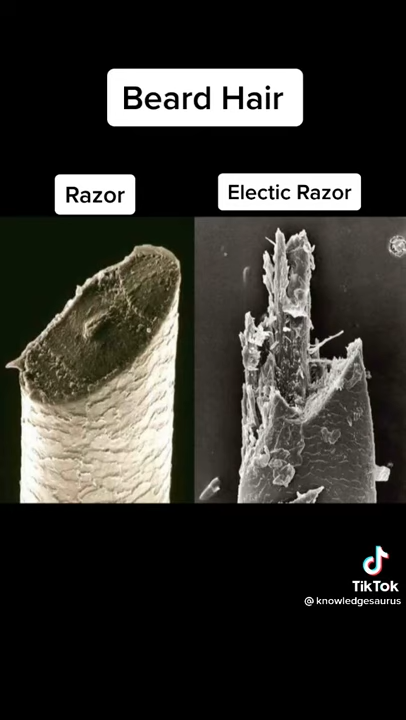 Beard Hair
Razor
Electic Razor
TikTok
@knowledgesaurus